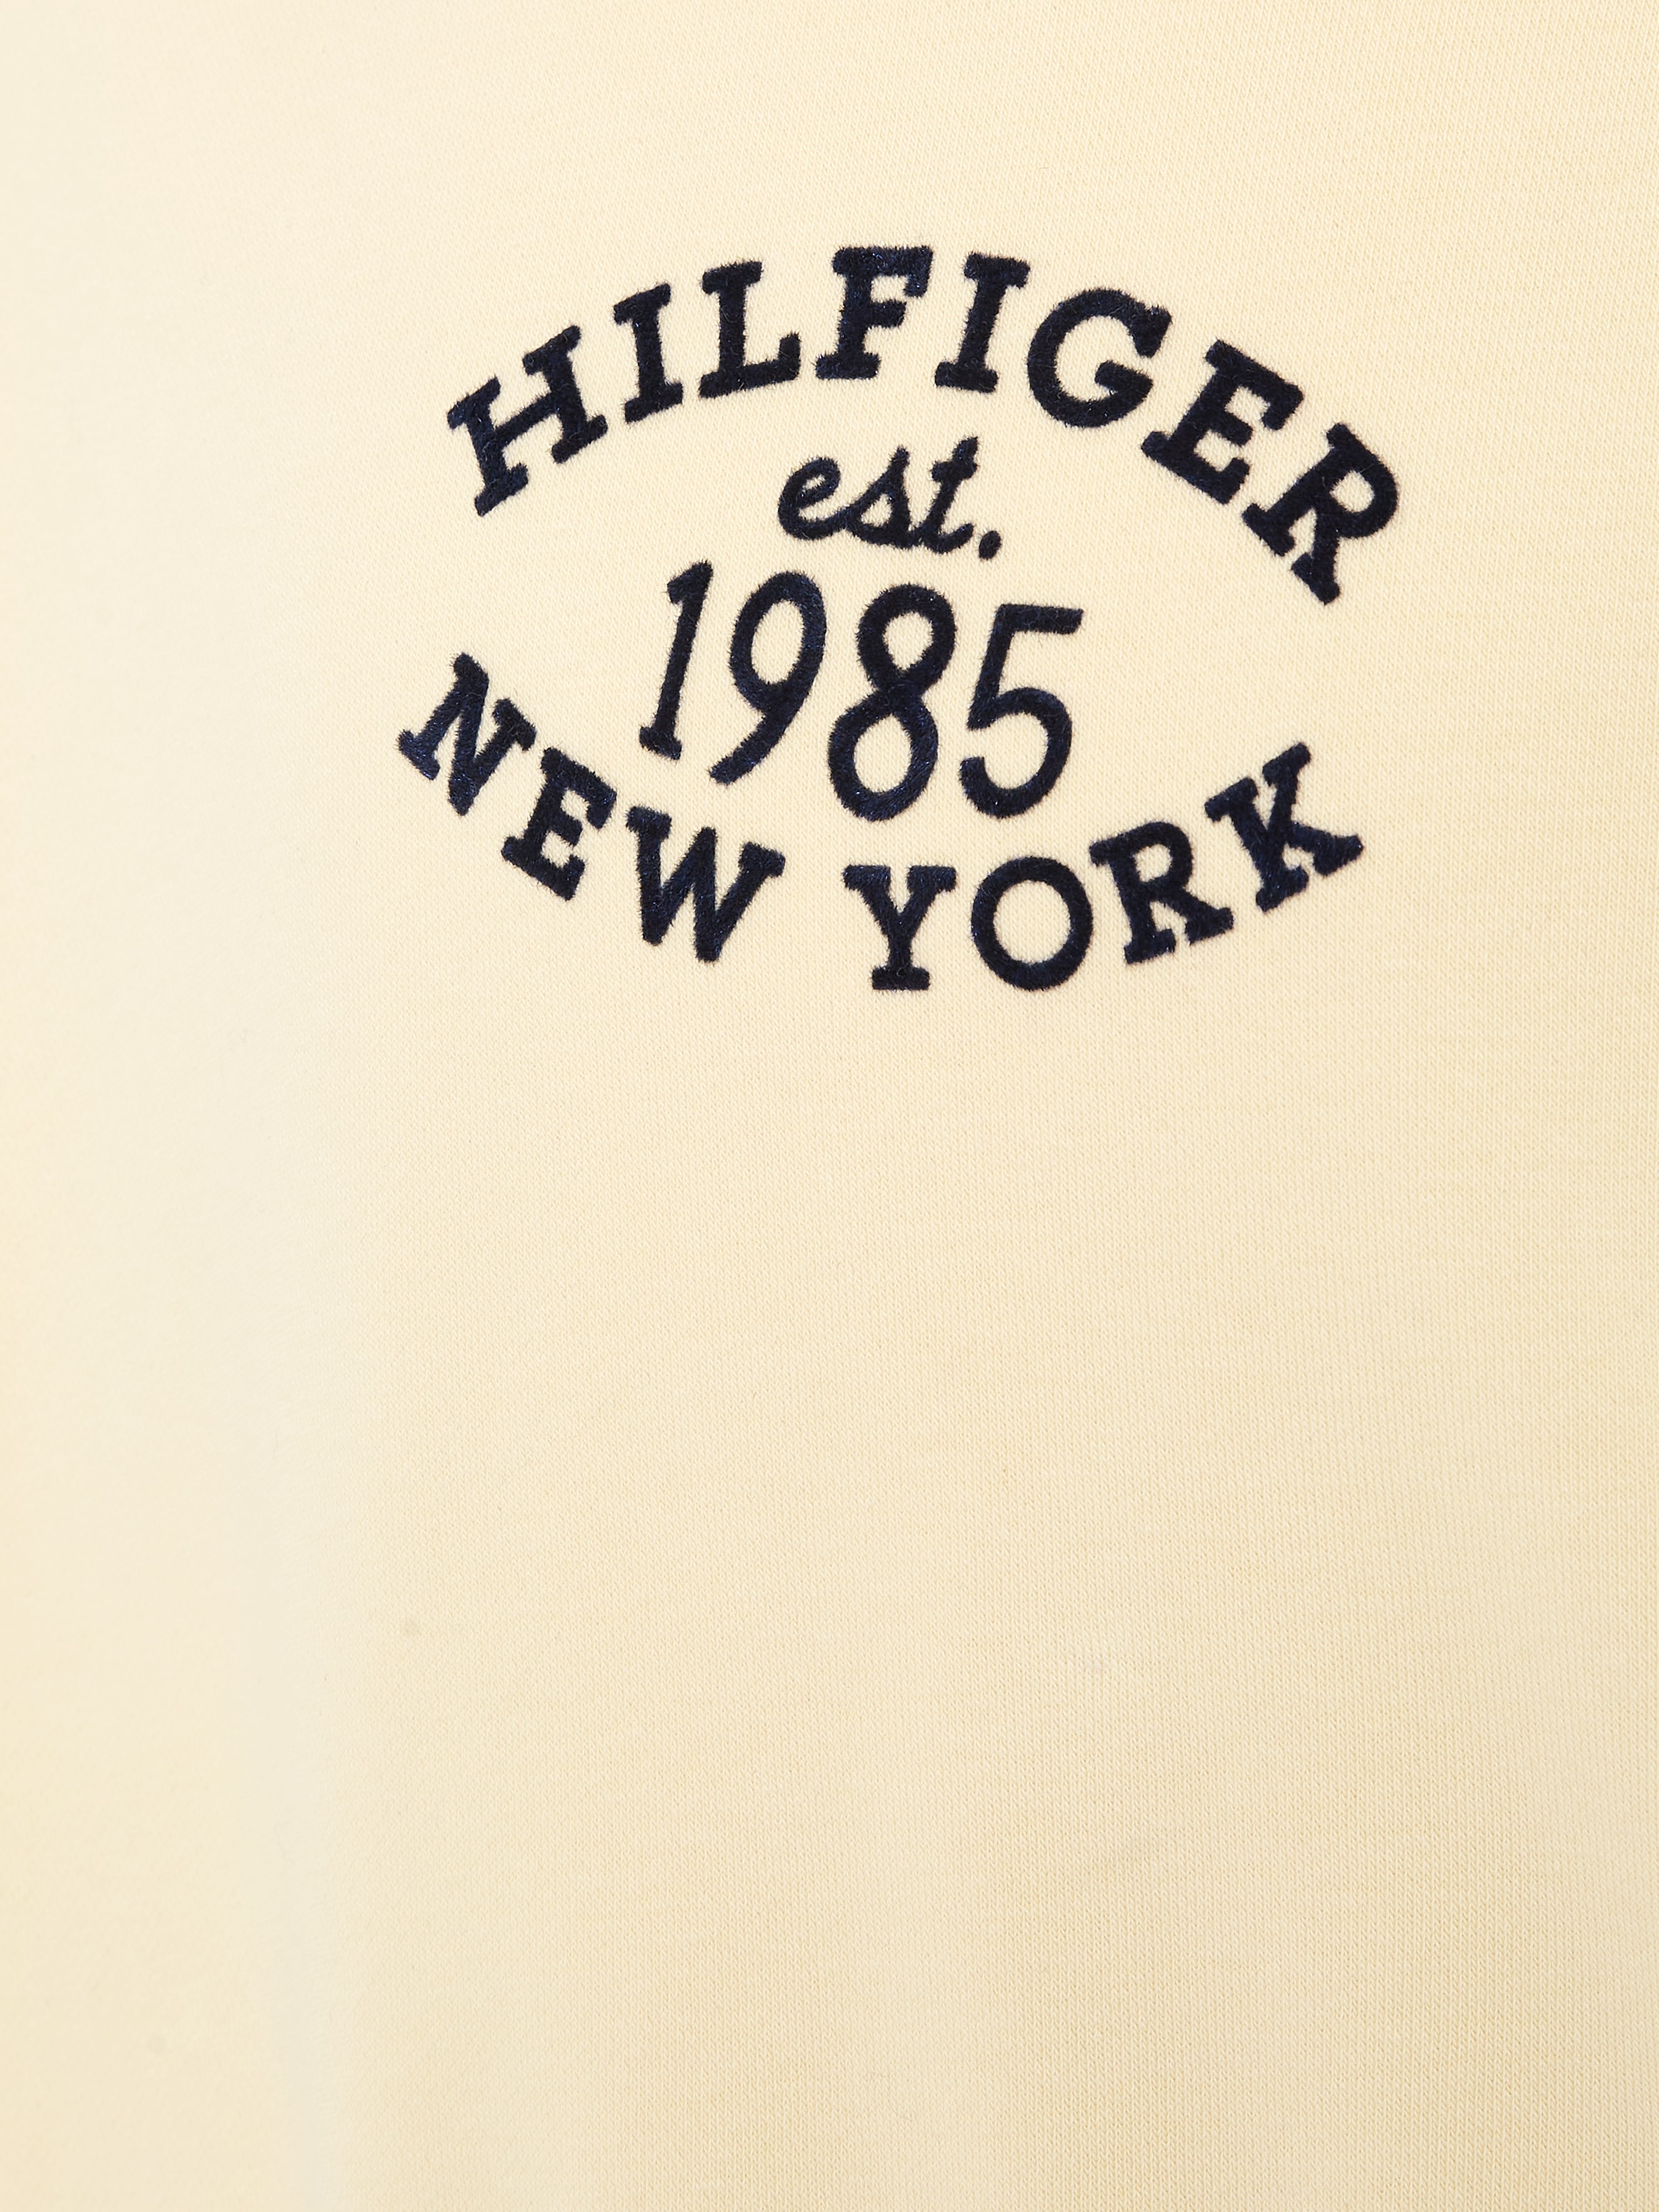 HILFIGER
est.
1985
NEW YORK